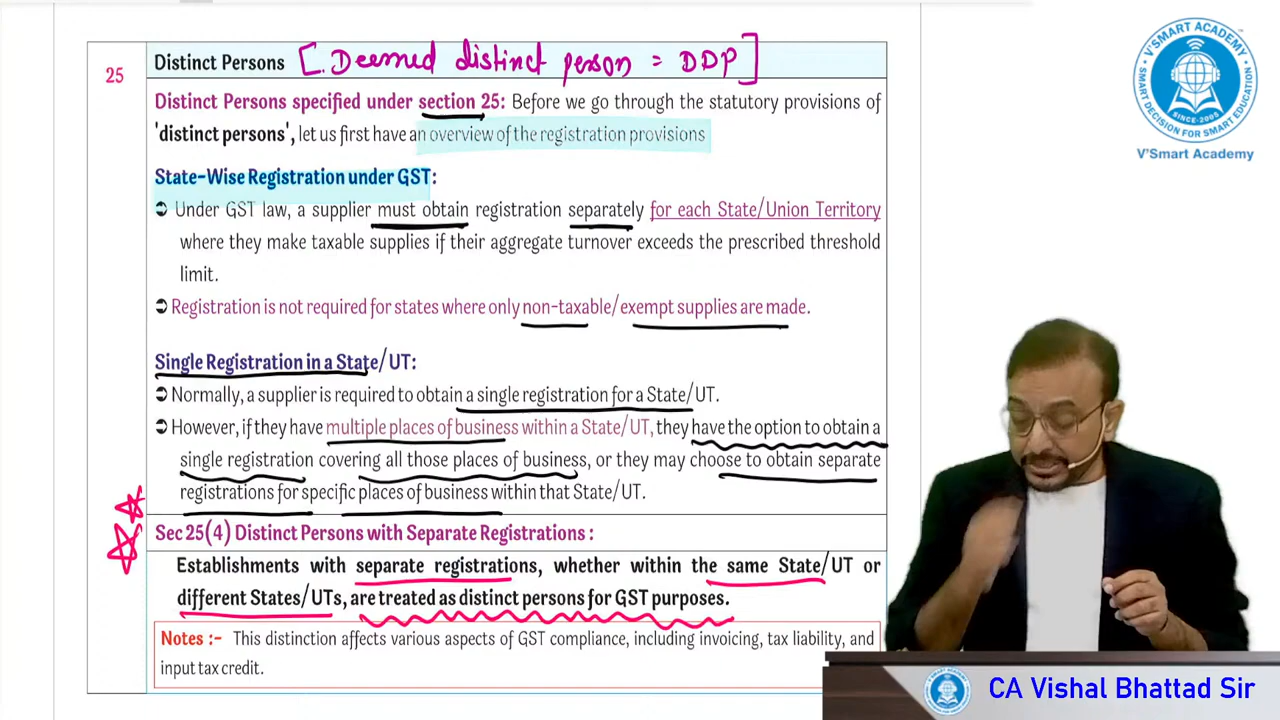 Distinct Persons [. Deemed distinct person = DDP ]
25
Distinct Persons specified under section 25: Before we go through the statutory provisions of
'distinct persons', let us first have an overview of the registration provisions
State-Wise Registration under GST:
➲ Under GST law, a supplier must obtain registration separately for each State/Union Territory
where they make taxable supplies if their aggregate turnover exceeds the prescribed threshold
limit.
➲ Registration is not required for states where only non-taxable/exempt supplies are made.
Single Registration in a State/UT:
➲ Normally, a supplier is required to obtain a single registration for a State/UT.
➲ However, if they have multiple places of business within a State/UT, they have the option to obtain a
single registration covering all those places of business, or they may choose to obtain separate
registrations for specific places of business within that State/UT.
Sec 25(4) Distinct Persons with Separate Registrations :
Establishments with separate registrations, whether within the same State/UT or
different States/UTs, are treated as distinct persons for GST purposes.
Notes :- This distinction affects various aspects of GST compliance, including invoicing, tax liability, and
input tax credit.
V'SMART ACADEMY
SMART DECISION FOR SMART EDUCATION
SINCE-2005
V'Smart Academy
CA Vishal Bhattad Sir